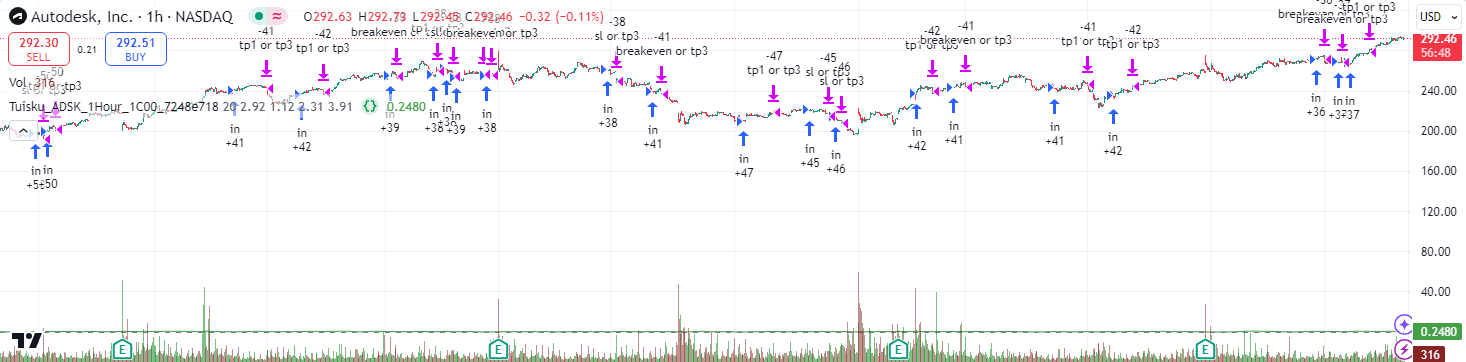 Autodesk, Inc. · 1h · NASDAQ
O292.63 H292.73 L292.45 C292.46 −0.32 (−0.11%)
USD
292.30
SELL
0.21
292.51
BUY
Vol · 316
Tuisku_ADSK_1Hour_1C00_7248e718 20 2.92 1.12 2.31 3.91 {} 0.2480
-41
tp1 or tp3
-42
tp1 or tp3
breakeven or tp3
-38
sl or tp3
-41
breakeven or tp3
-47
tp1 or tp3
-45
sl or tp3
-46
sl or tp3
-42
tp1 or tp3
-41
breakeven or tp3
-41
tp1 or tp3
-42
tp1 or tp3
breakeven or tp3
breakeven or tp3
tp1 or tp3
in
+50
in
+41
in
+42
in
+39
in
+38
in
+39
in
+38
in
+38
in
+41
in
+47
in
+45
in
+46
in
+42
in
+41
in
+41
in
+42
in
+36
in
+37
292.46
56:48
240.00
200.00
160.00
120.00
80.00
40.00
0.2480
316
E
E
E
E